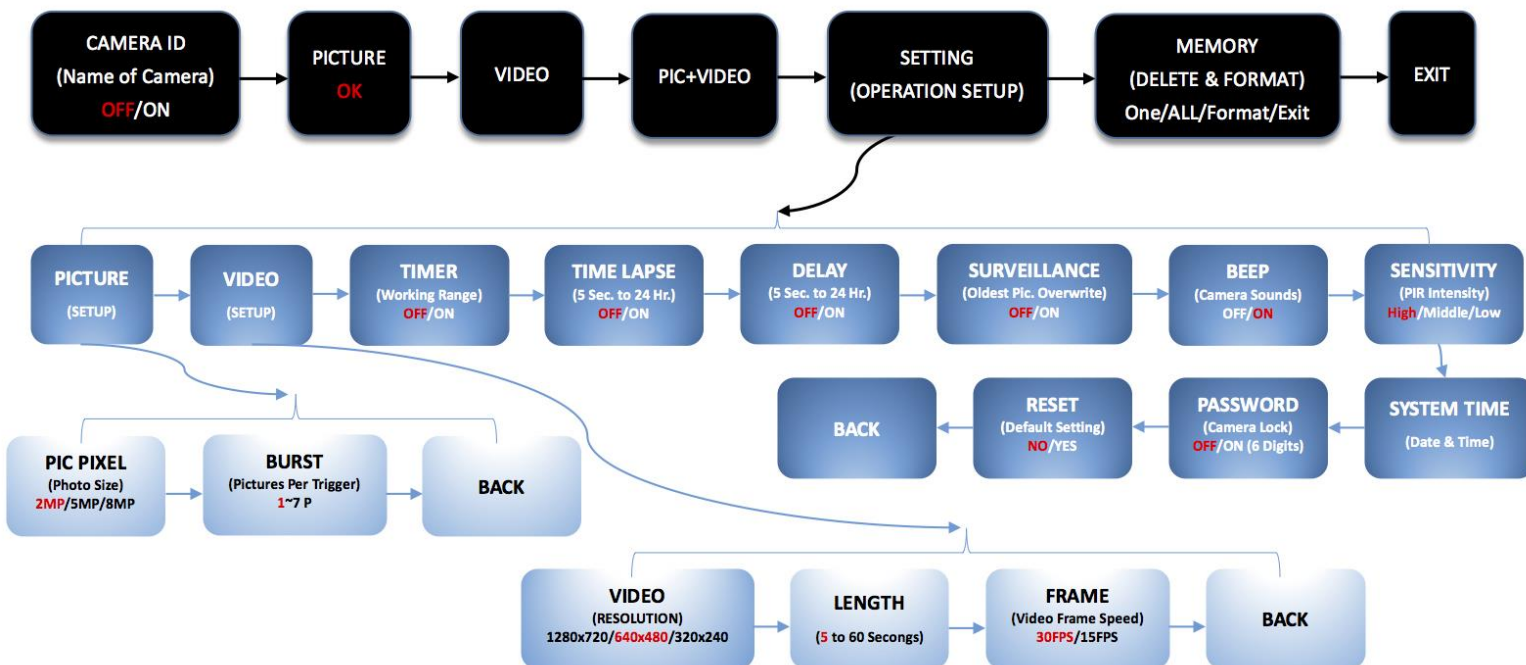 CAMERA ID
(Name of Camera)
OFF/ON
PICTURE
OK
VIDEO
PIC+VIDEO
SETTING
(OPERATION SETUP)
MEMORY
(DELETE & FORMAT)
One/ALL/Format/Exit
EXIT
PICTURE
(SETUP)
VIDEO
(SETUP)
TIMER
(Working Range)
OFF/ON
TIME LAPSE
(5 Sec. to 24 Hr.)
OFF/ON
DELAY
(5 Sec. to 24 Hr.)
OFF/ON
SURVEILLANCE
(Oldest Pic. Overwrite)
OFF/ON
BEEP
(Camera Sounds)
OFF/ON
SENSITIVITY
(PIR Intensity)
High/Middle/Low
SYSTEM TIME
(Date & Time)
PASSWORD
(Camera Lock)
OFF/ON (6 Digits)
RESET
(Default Setting)
NO/YES
BACK
PIC PIXEL
(Photo Size)
2MP/5MP/8MP
BURST
(Pictures Per Trigger)
1~7 P
BACK
VIDEO
(RESOLUTION)
1280x720/640x480/320x240
LENGTH
(5 to 60 Secongs)
FRAME
(Video Frame Speed)
30FPS/15FPS
BACK